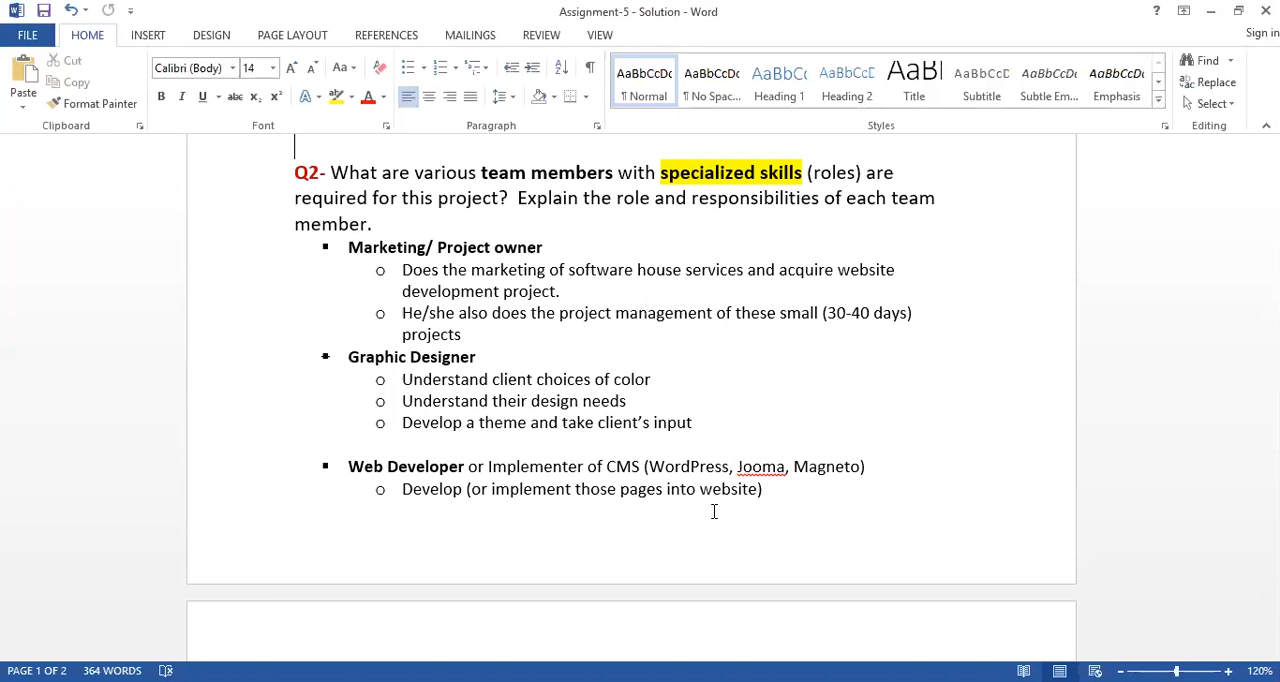 Assignment-5 - Solution - Word
?
FILE HOME INSERT DESIGN PAGE LAYOUT REFERENCES MAILINGS REVIEW VIEW Sign in
Paste
Cut
Copy
Format Painter
Clipboard
Calibri (Body) 14
Font
Paragraph
AaBbCcDc AaBbCcDc AaBbCc AaBbCcC AaBl AaBbCcD AaBbCcDc AaBbCcDc
¶ Normal ¶ No Spac... Heading 1 Heading 2 Title Subtitle Subtle Em... Emphasis
Styles
Find
Replace
Select
Editing
Q2- What are various team members with specialized skills (roles) are
required for this project? Explain the role and responsibilities of each team
member.
▪ Marketing/ Project owner
o Does the marketing of software house services and acquire website
development project.
o He/she also does the project management of these small (30-40 days)
projects
▪ Graphic Designer
o Understand client choices of color
o Understand their design needs
o Develop a theme and take client’s input
▪ Web Developer or Implementer of CMS (WordPress, Jooma, Magneto)
o Develop (or implement those pages into website)
PAGE 1 OF 2 364 WORDS 120%